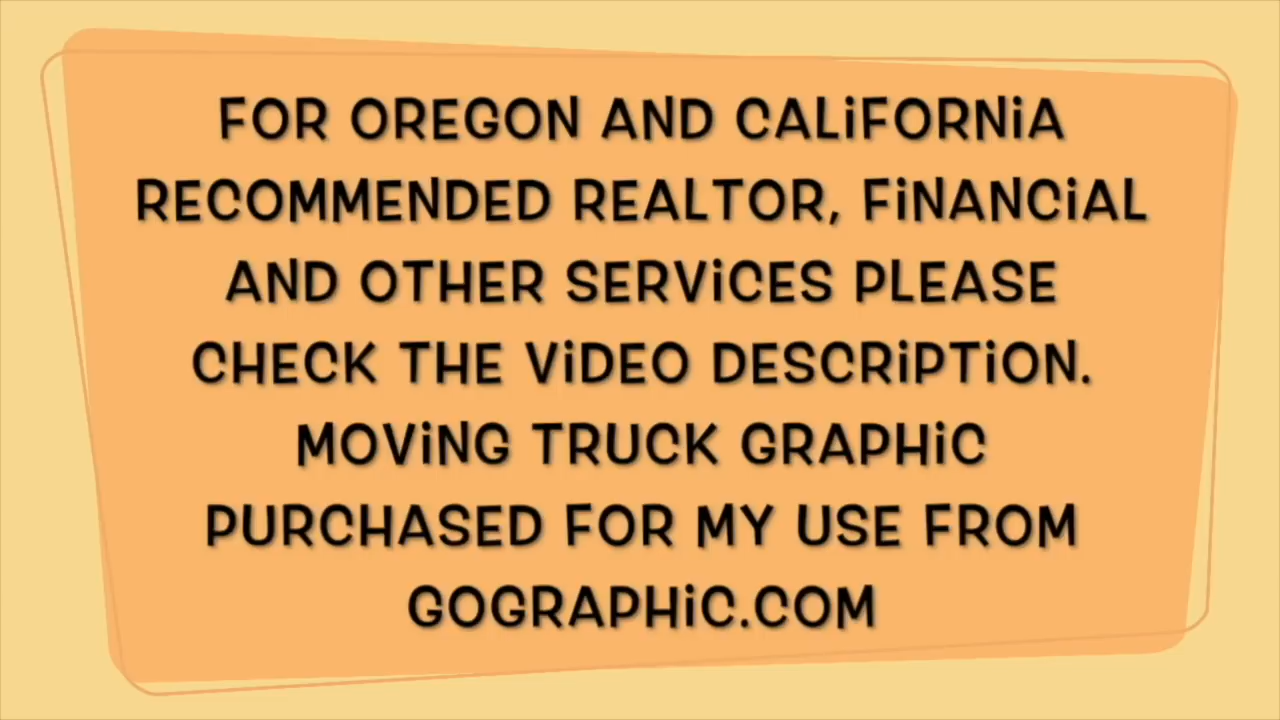 FOR OREGON AND CALiFORNiA
RECOMMENDED REALTOR, FiNANCiAL
AND OTHER SERViCES PLEASE
CHECK THE ViDEO DESCRiPTiON.
MOViNG TRUCK GRAPHiC
PURCHASED FOR MY USE FROM
GOGRAPHiC.COM